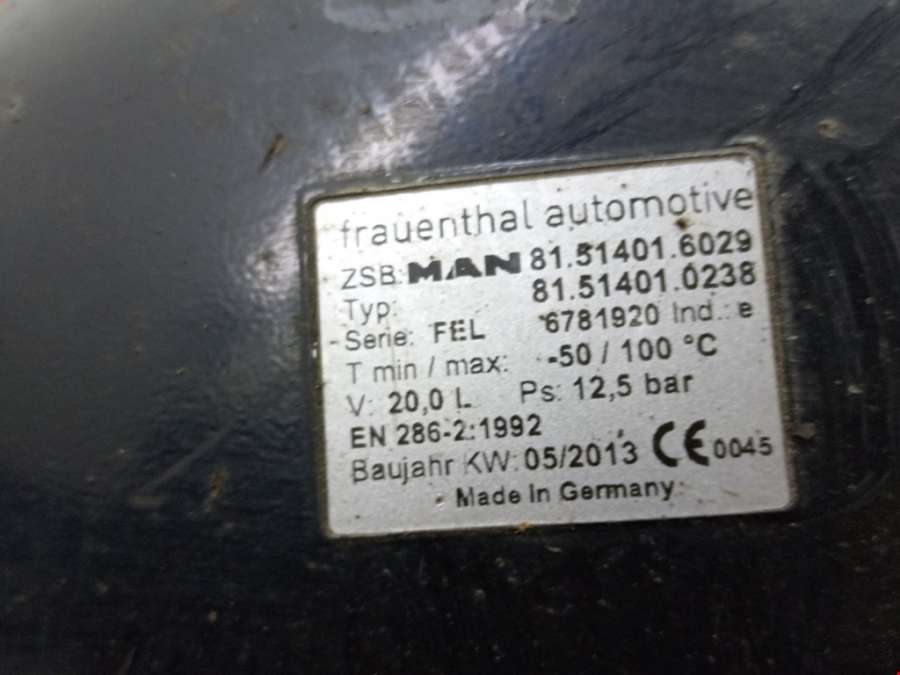 frauenthal automotive
ZSB: MAN 81.51401.6029
Typ: 81.51401.0238
Serie: FEL 6781920 Ind.: e
T min / max: -50 / 100 °C
V: 20,0 L Ps: 12,5 bar
EN 286-2:1992
Baujahr KW: 05/2013 CE 0045
Made In Germany